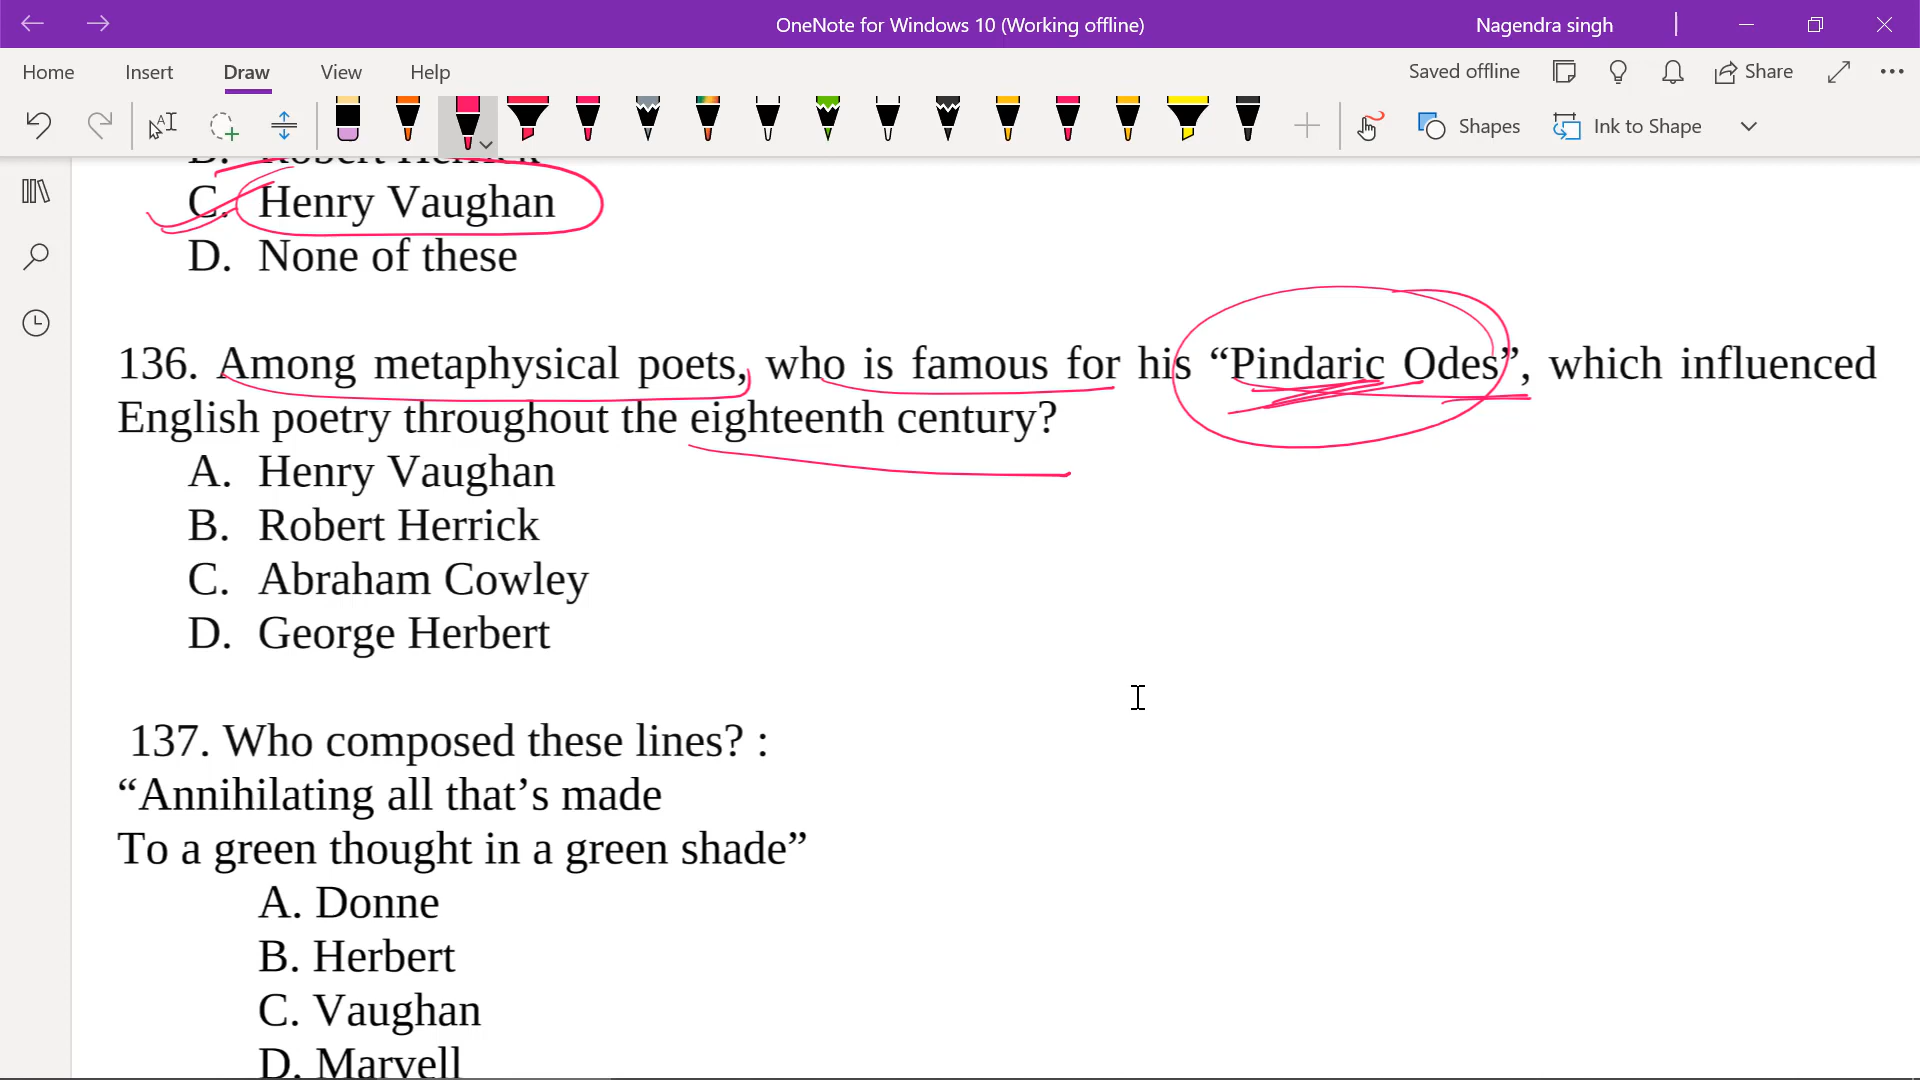 OneNote for Windows 10 (Working offline)
Nagendra singh
Home Insert Draw View Help
Saved offline
Share
Shapes
Ink to Shape
B. Robert Herrick
C. Henry Vaughan
D. None of these
136. Among metaphysical poets, who is famous for his “Pindaric Odes”, which influenced
English poetry throughout the eighteenth century?
A. Henry Vaughan
B. Robert Herrick
C. Abraham Cowley
D. George Herbert
137. Who composed these lines? :
“Annihilating all that’s made
To a green thought in a green shade”
A. Donne
B. Herbert
C. Vaughan
D. Marvell